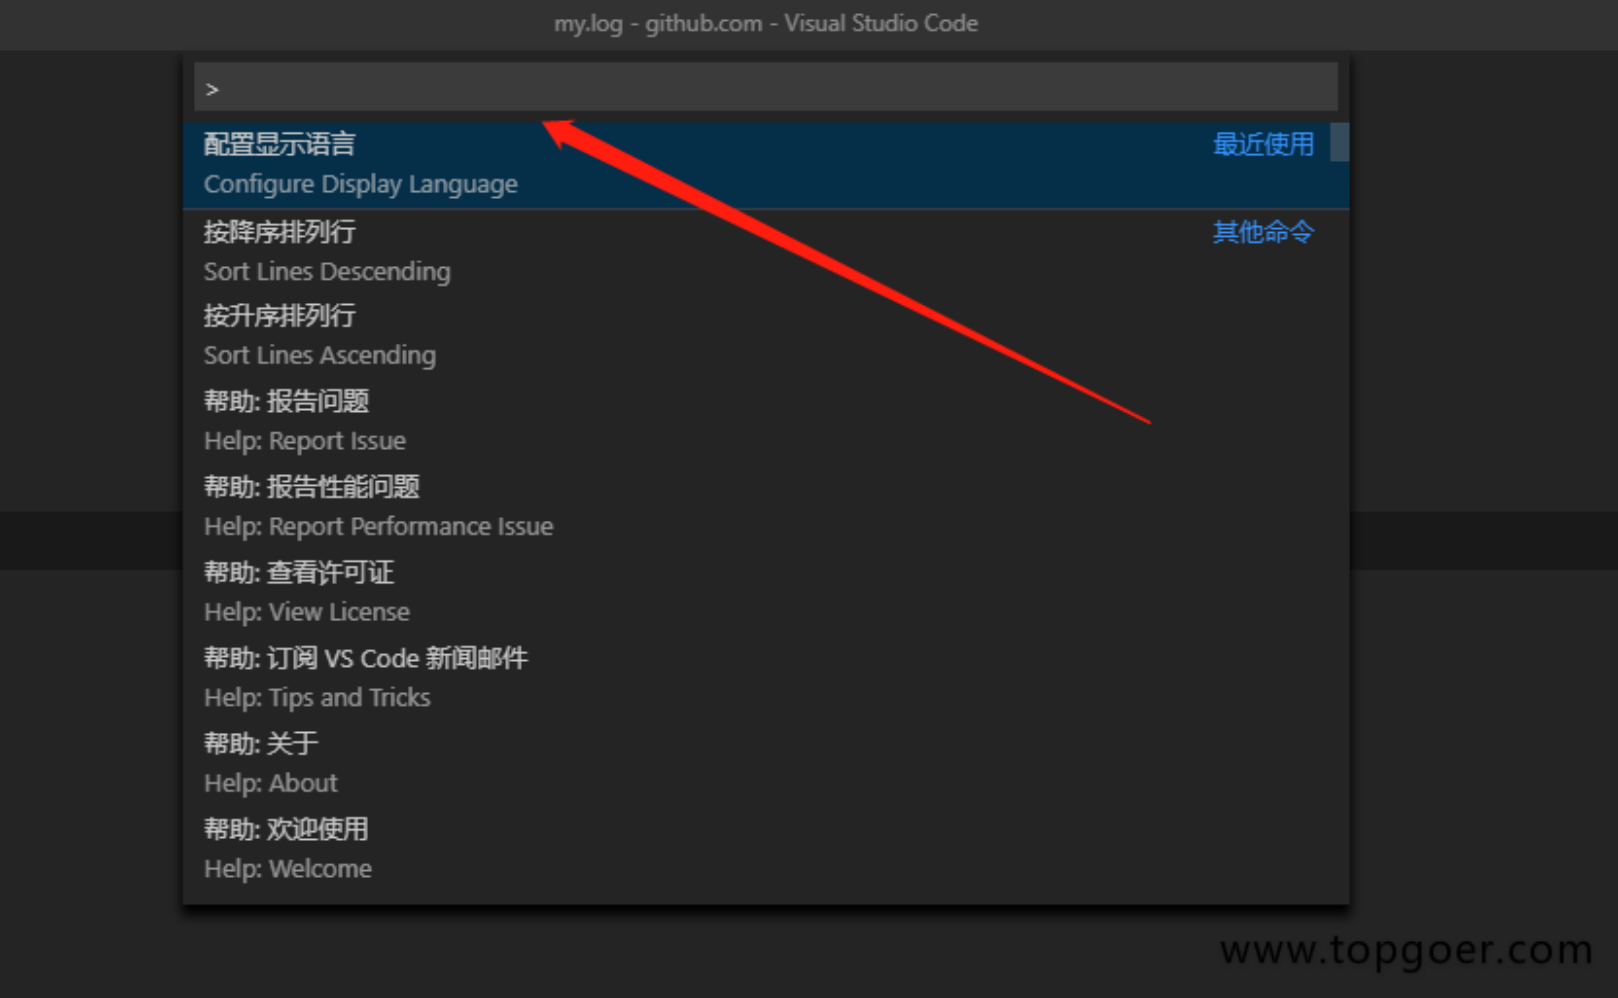 my.log - github.com - Visual Studio Code
>
配置显示语言 最近使用
Configure Display Language
按降序排列行 其他命令
Sort Lines Descending
按升序排列行
Sort Lines Ascending
帮助: 报告问题
Help: Report Issue
帮助: 报告性能问题
Help: Report Performance Issue
帮助: 查看许可证
Help: View License
帮助: 订阅 VS Code 新闻邮件
Help: Tips and Tricks
帮助: 关于
Help: About
帮助: 欢迎使用
Help: Welcome
www.topgoer.com